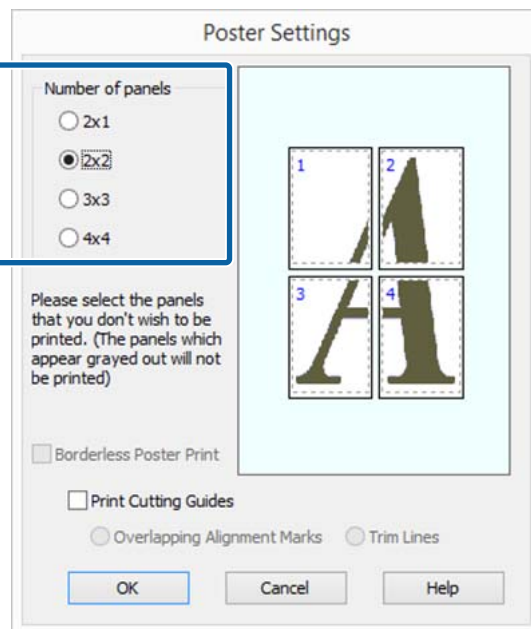 Poster Settings
Number of panels
2x1
2x2
3x3
4x4
1
2
3
4
Please select the panels
that you don't wish to be
printed. (The panels which
appear grayed out will not
be printed)
Borderless Poster Print
Print Cutting Guides
Overlapping Alignment Marks
Trim Lines
OK
Cancel
Help